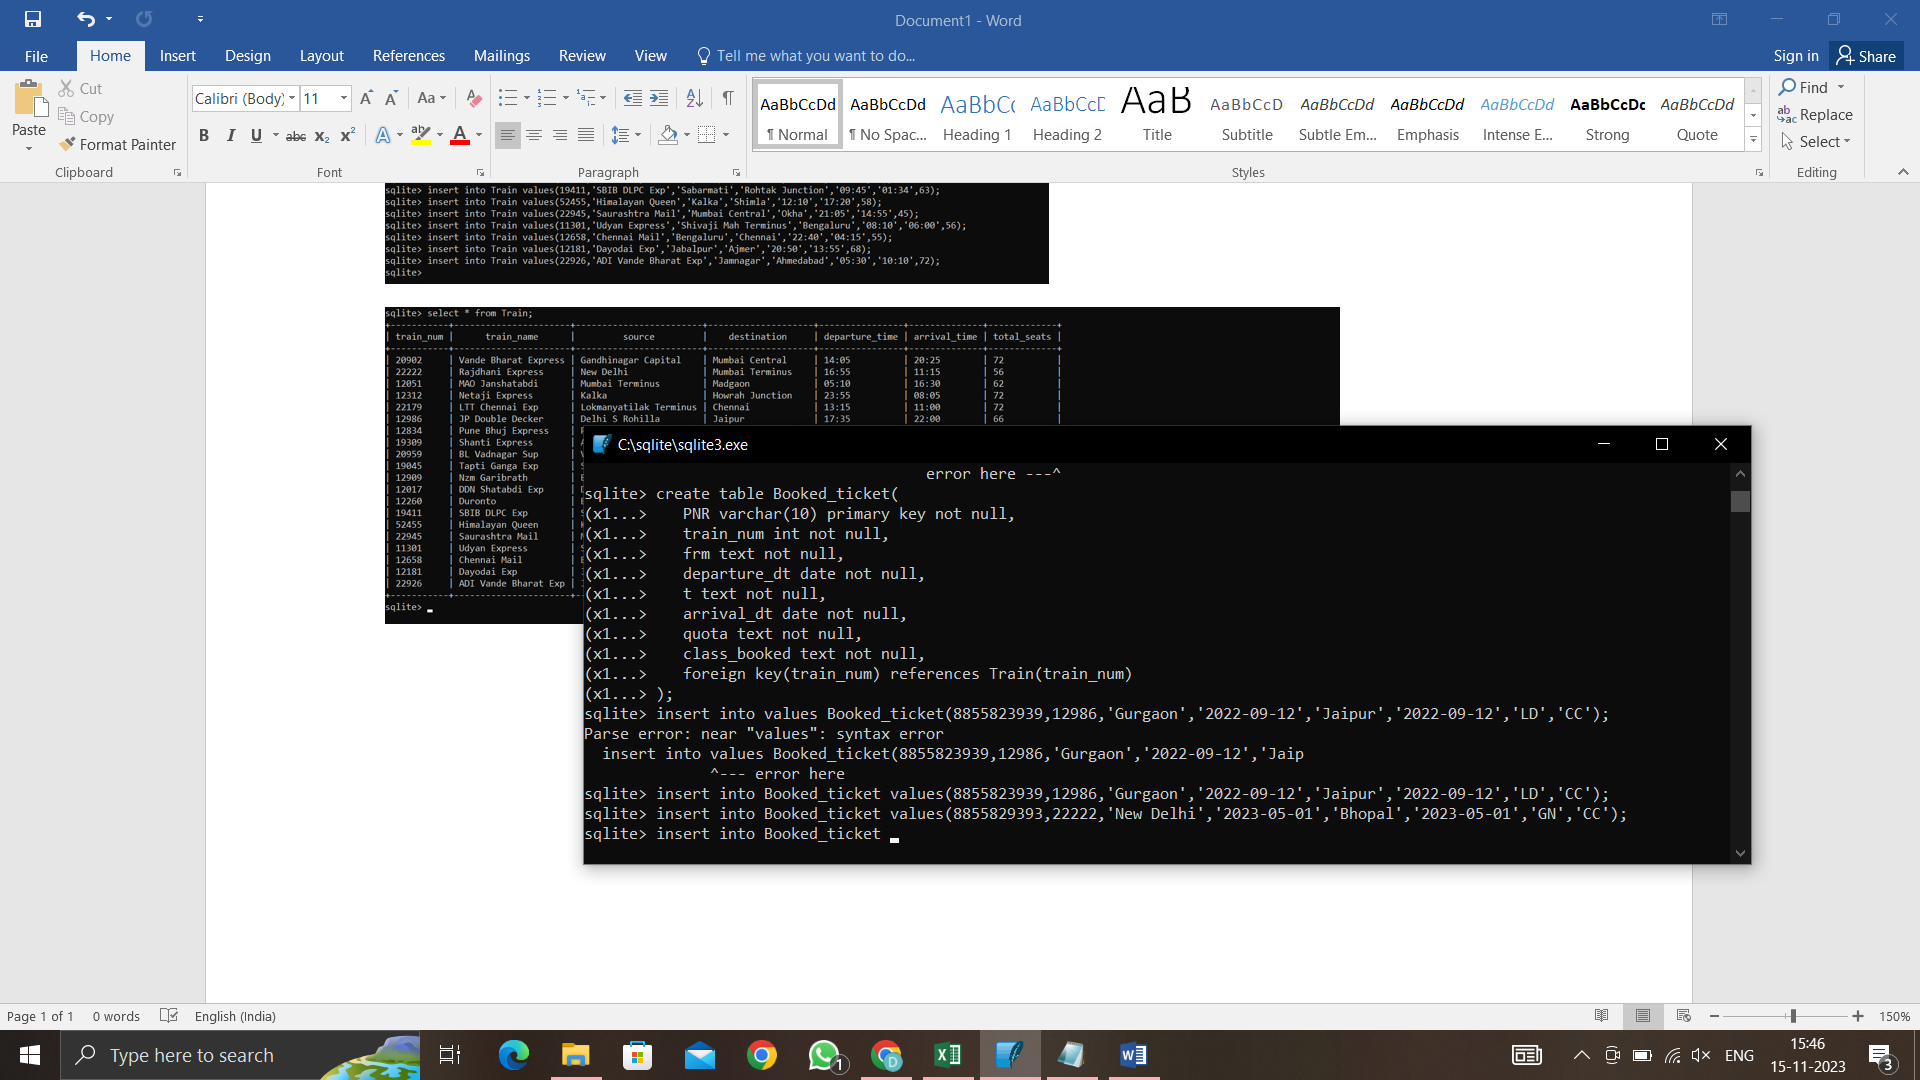 Document1 - Word
File Home Insert Design Layout References Mailings Review View Tell me what you want to do... Sign in Share
Paste
Cut
Copy
Format Painter
Clipboard
Calibri (Body) 11
Font
Paragraph
AaBbCcDd AaBbCcDd AaBbCc AaBbCcD AaB AaBbCcD AaBbCcDd AaBbCcDd AaBbCcDd AaBbCcDc AaBbCcDd
¶ Normal ¶ No Spac... Heading 1 Heading 2 Title Subtitle Subtle Em... Emphasis Intense E... Strong Quote
Styles
Find
Replace
Select
Editing
sqlite> insert into Train values(19411,'SBIB DLPC Exp','Sabarmati','Rohtak Junction','09:45','01:34',63);
sqlite> insert into Train values(52455,'Himalayan Queen','Kalka','Shimla','12:10','17:20',58);
sqlite> insert into Train values(22945,'Saurashtra Mail','Mumbai Central','Okha','21:05','14:55',45);
sqlite> insert into Train values(11301,'Udyan Express','Shivaji Mah Terminus','Bengaluru','08:10','06:00',56);
sqlite> insert into Train values(12658,'Chennai Mail','Bengaluru','Chennai','22:40','04:15',55);
sqlite> insert into Train values(12181,'Dayodai Exp','Jabalpur','Ajmer','20:50','13:55',68);
sqlite> insert into Train values(22926,'ADI Vande Bharat Exp','Jamnagar','Ahmedabad','05:30','10:10',72);
sqlite>
sqlite> select * from Train;
| train_num | train_name | source | destination | departure_time | arrival_time | total_seats |
| 20902 | Vande Bharat Express | Gandhinagar Capital | Mumbai Central | 14:05 | 20:25 | 72 |
| 22222 | Rajdhani Express | New Delhi | Mumbai Terminus | 16:55 | 11:15 | 56 |
| 12051 | MAO Janshatabdi | Mumbai Terminus | Madgaon | 05:10 | 16:30 | 62 |
| 12312 | Netaji Express | Kalka | Howrah Junction | 23:55 | 08:05 | 72 |
| 22179 | LTT Chennai Exp | Lokmanyatilak Terminus | Chennai | 13:15 | 11:00 | 72 |
| 12986 | JP Double Decker | Delhi S Rohilla | Jaipur | 17:35 | 22:00 | 66 |
| 12834 | Pune Bhuj Express |
| 19309 | Shanti Express |
| 20959 | BL Vadnagar Sup |
| 19045 | Tapti Ganga Exp |
| 12909 | Nzm Garibrath |
| 12017 | DDN Shatabdi Exp |
| 12260 | Duronto |
| 19411 | SBIB DLPC Exp |
| 52455 | Himalayan Queen |
| 22945 | Saurashtra Mail |
| 11301 | Udyan Express |
| 12658 | Chennai Mail |
| 12181 | Dayodai Exp |
| 22926 | ADI Vande Bharat Exp |
sqlite>
C:\sqlite\sqlite3.exe
error here ---^
sqlite> create table Booked_ticket(
(x1...> PNR varchar(10) primary key not null,
(x1...> train_num int not null,
(x1...> frm text not null,
(x1...> departure_dt date not null,
(x1...> t text not null,
(x1...> arrival_dt date not null,
(x1...> quota text not null,
(x1...> class_booked text not null,
(x1...> foreign key(train_num) references Train(train_num)
(x1...> );
sqlite> insert into values Booked_ticket(8855823939,12986,'Gurgaon','2022-09-12','Jaipur','2022-09-12','LD','CC');
Parse error: near "values": syntax error
insert into values Booked_ticket(8855823939,12986,'Gurgaon','2022-09-12','Jaip
^--- error here
sqlite> insert into Booked_ticket values(8855823939,12986,'Gurgaon','2022-09-12','Jaipur','2022-09-12','LD','CC');
sqlite> insert into Booked_ticket values(8855829393,22222,'New Delhi','2023-05-01','Bhopal','2023-05-01','GN','CC');
sqlite> insert into Booked_ticket
Page 1 of 1 0 words English (India) 150%
Type here to search
1
D
ENG
15:46
15-11-2023
3